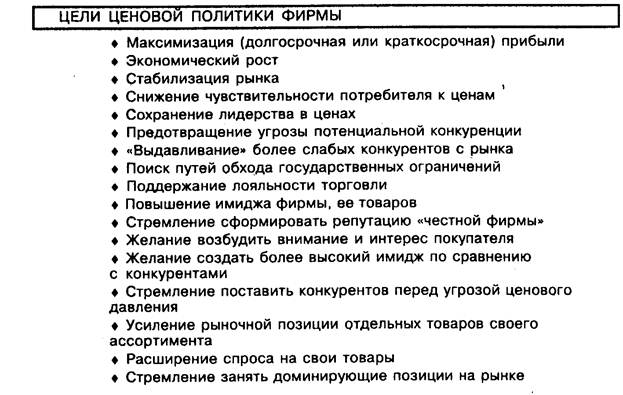 ЦЕЛИ ЦЕНОВОЙ ПОЛИТИКИ ФИРМЫ
♦ Максимизация (долгосрочная или краткосрочная) прибыли
♦ Экономический рост
♦ Стабилизация рынка
♦ Снижение чувствительности потребителя к ценам
♦ Сохранение лидерства в ценах
♦ Предотвращение угрозы потенциальной конкуренции
♦ «Выдавливание» более слабых конкурентов с рынка
♦ Поиск путей обхода государственных ограничений
♦ Поддержание лояльности торговли
♦ Повышение имиджа фирмы, ее товаров
♦ Стремление сформировать репутацию «честной фирмы»
♦ Желание возбудить внимание и интерес покупателя
♦ Желание создать более высокий имидж по сравнению
с конкурентами
♦ Стремление поставить конкурентов перед угрозой ценового
давления
♦ Усиление рыночной позиции отдельных товаров своего
ассортимента
♦ Расширение спроса на свои товары
♦ Стремление занять доминирующие позиции на рынке